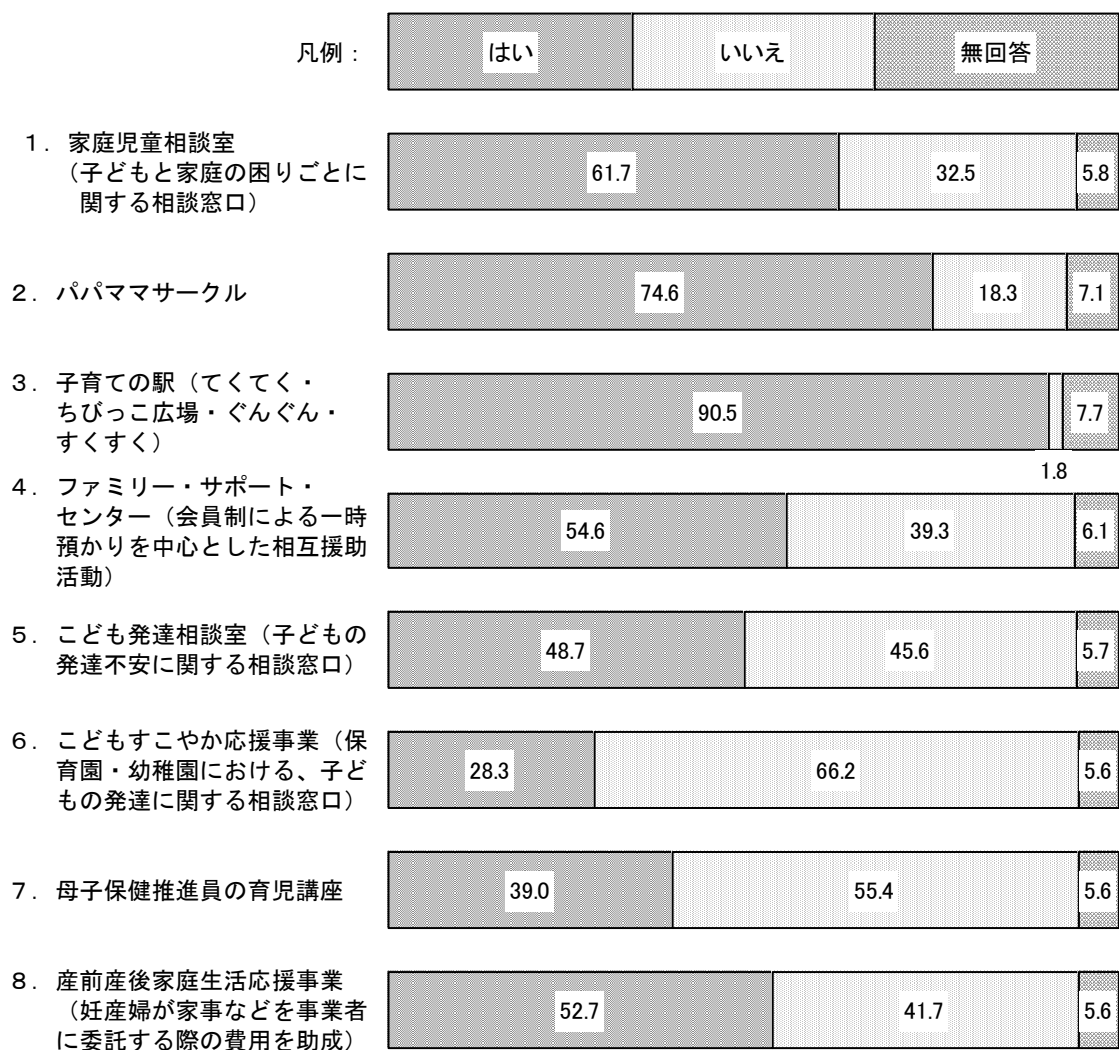 凡例：
はい
いいえ
無回答
１．家庭児童相談室
（子どもと家庭の困りごとに
関する相談窓口）
61.7
32.5
5.8
２．パパママサークル
74.6
18.3
7.1
３．子育ての駅（てくてく・
ちびっこ広場・ぐんぐん・
すくすく）
90.5
1.8
7.7
４．ファミリー・サポート・
センター（会員制による一時
預かりを中心とした相互援助
活動）
54.6
39.3
6.1
５．こども発達相談室（子どもの
発達不安に関する相談窓口）
48.7
45.6
5.7
６．こどもすこやか応援事業（保
育園・幼稚園における、子ど
もの発達に関する相談窓口）
28.3
66.2
5.6
７．母子保健推進員の育児講座
39.0
55.4
5.6
８．産前産後家庭生活応援事業
（妊産婦が家事などを事業者
に委託する際の費用を助成）
52.7
41.7
5.6